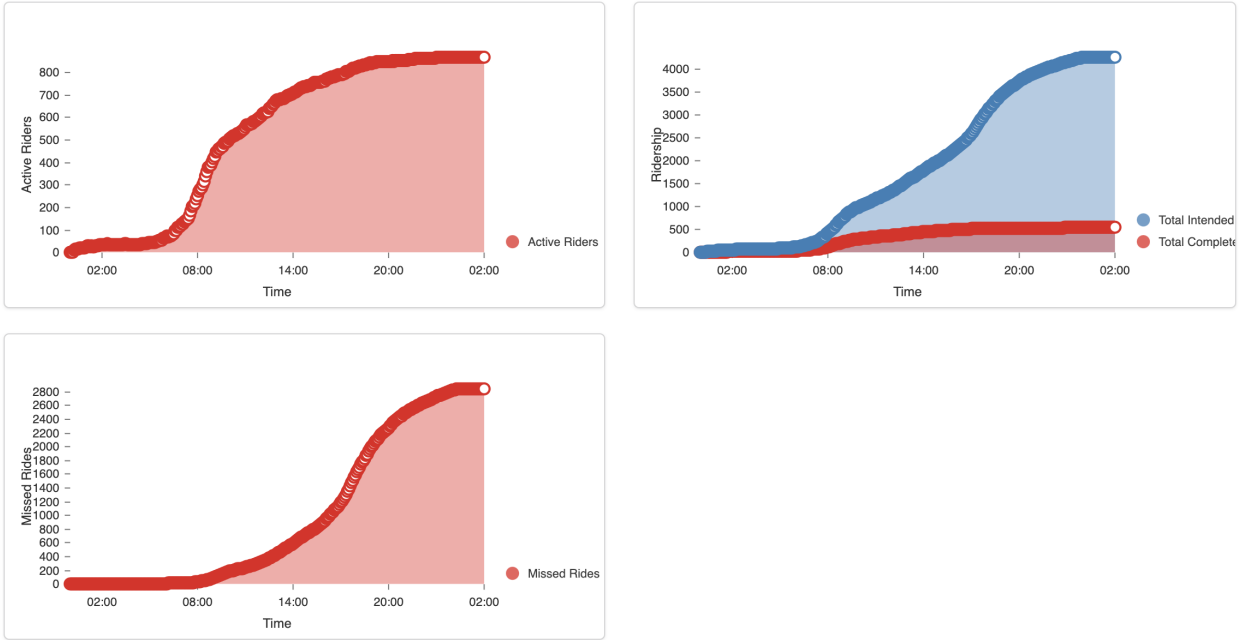 Active Riders
800
700
600
500
400
300
200
100
0
02:00 08:00 14:00 20:00 02:00
Time
Active Riders
Ridership
4000
3500
3000
2500
2000
1500
1000
500
0
02:00 08:00 14:00 20:00 02:00
Time
Total Intended
Total Complete
Missed Rides
2800
2600
2400
2200
2000
1800
1600
1400
1200
1000
800
600
400
200
0
02:00 08:00 14:00 20:00 02:00
Time
Missed Rides